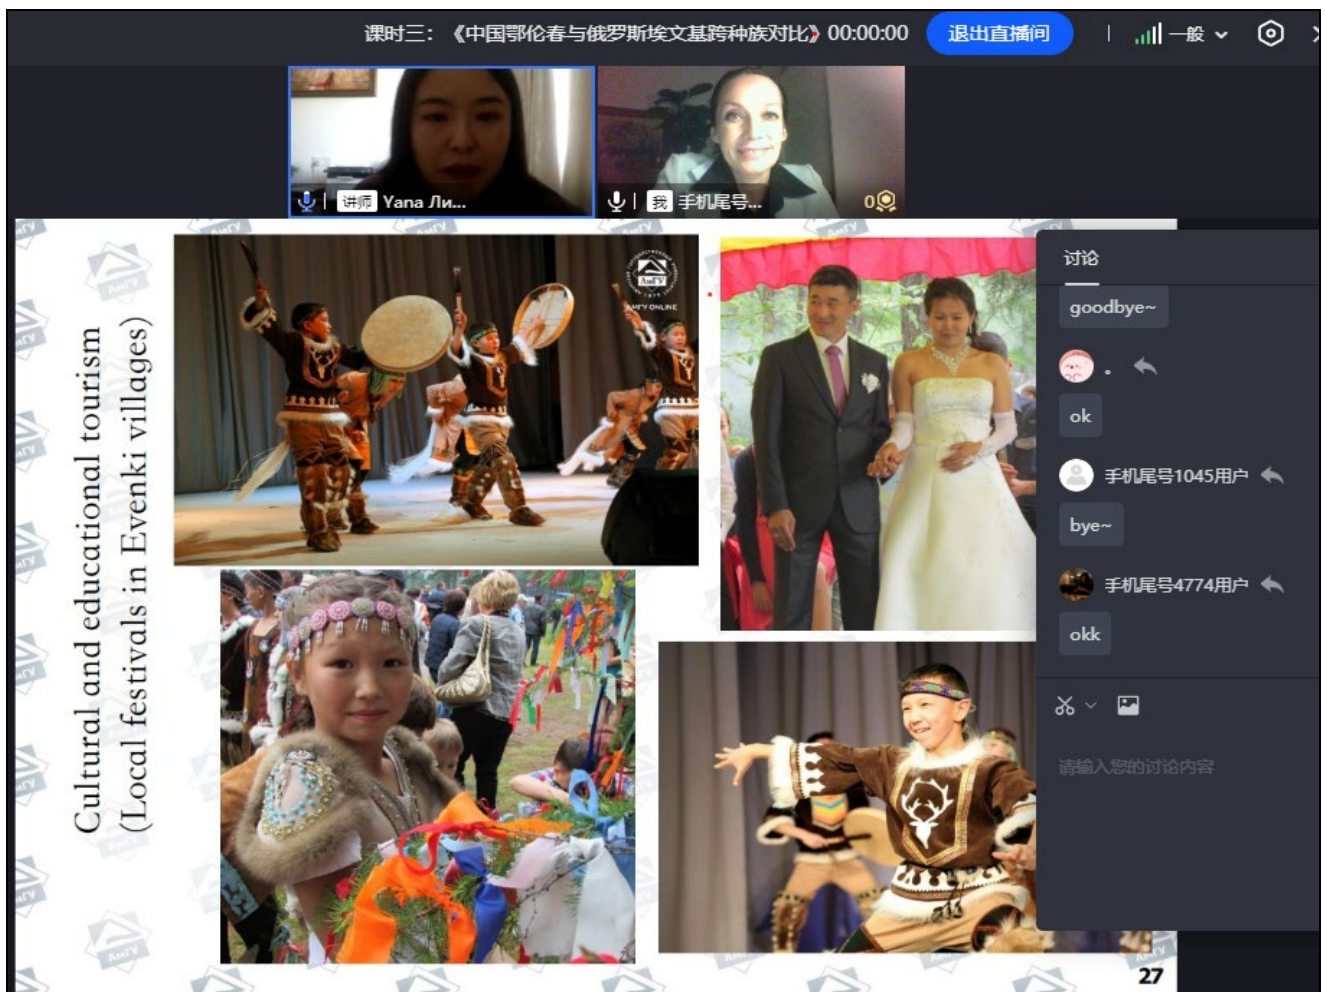 课时三：《中国鄂伦春与俄罗斯埃文基跨种族对比》 00:00:00
退出直播间
一般
讲师 Yana Ли...
我 手机尾号...
0
Cultural and educational tourism
(Local festivals in Evenki villages)
АмГУ
АМГУ ONLINE
27
讨论
goodbye~
。
ok
手机尾号1045用户
bye~
手机尾号4774用户
okk
请输入您的讨论内容